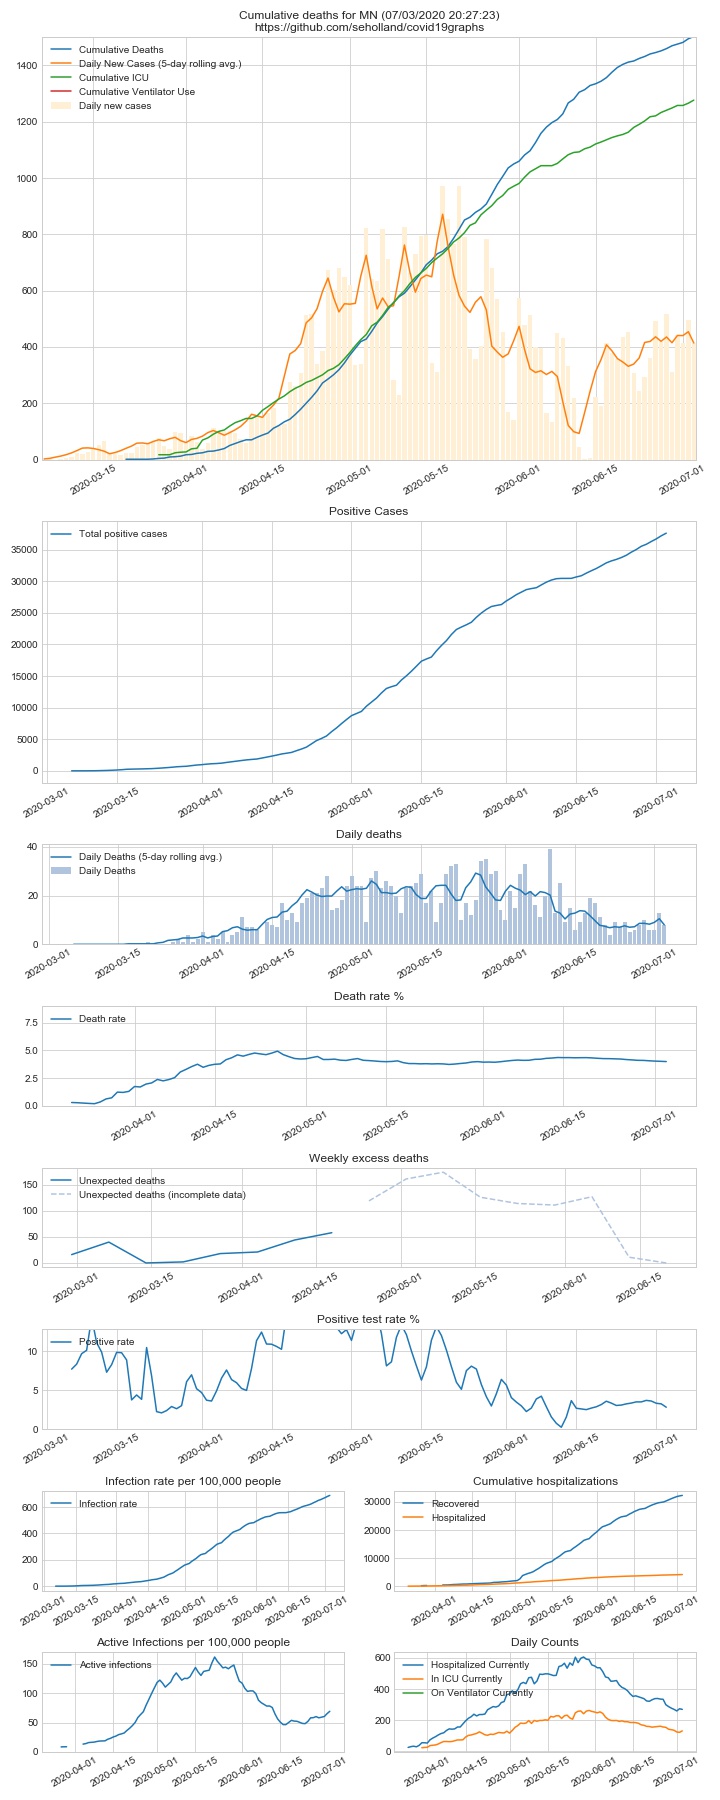 Cumulative deaths for MN (07/03/2020 20:27:23)
https://github.com/seholland/covid19graphs
Cumulative Deaths
Daily New Cases (5-day rolling avg.)
Cumulative ICU
Cumulative Ventilator Use
Daily new cases
1400
1200
1000
800
600
400
200
0
2020-03-15 2020-04-01 2020-04-15 2020-05-01 2020-05-15 2020-06-01 2020-06-15 2020-07-01
Positive Cases
Total positive cases
35000
30000
25000
20000
15000
10000
5000
0
2020-03-01 2020-03-15 2020-04-01 2020-04-15 2020-05-01 2020-05-15 2020-06-01 2020-06-15 2020-07-01
Daily deaths
Daily Deaths (5-day rolling avg.)
Daily Deaths
40
20
0
2020-03-01 2020-03-15 2020-04-01 2020-04-15 2020-05-01 2020-05-15 2020-06-01 2020-06-15 2020-07-01
Death rate %
Death rate
7.5
5.0
2.5
0.0
2020-04-01 2020-04-15 2020-05-01 2020-05-15 2020-06-01 2020-06-15 2020-07-01
Weekly excess deaths
Unexpected deaths
Unexpected deaths (incomplete data)
150
100
50
0
2020-03-01 2020-03-15 2020-04-01 2020-04-15 2020-05-01 2020-05-15 2020-06-01 2020-06-15
Positive test rate %
Positive rate
10
5
0
2020-03-01 2020-03-15 2020-04-01 2020-04-15 2020-05-01 2020-05-15 2020-06-01 2020-06-15 2020-07-01
Infection rate per 100,000 people
Infection rate
600
400
200
0
2020-03-01 2020-03-15 2020-04-01 2020-04-15 2020-05-01 2020-05-15 2020-06-01 2020-06-15 2020-07-01
Cumulative hospitalizations
Recovered
Hospitalized
30000
20000
10000
0
2020-04-01 2020-04-15 2020-05-01 2020-05-15 2020-06-01 2020-06-15 2020-07-01
Active Infections per 100,000 people
Active infections
150
100
50
0
2020-04-01 2020-04-15 2020-05-01 2020-05-15 2020-06-01 2020-06-15 2020-07-01
Daily Counts
Hospitalized Currently
In ICU Currently
On Ventilator Currently
600
400
200
0
2020-04-01 2020-04-15 2020-05-01 2020-05-15 2020-06-01 2020-06-15 2020-07-01